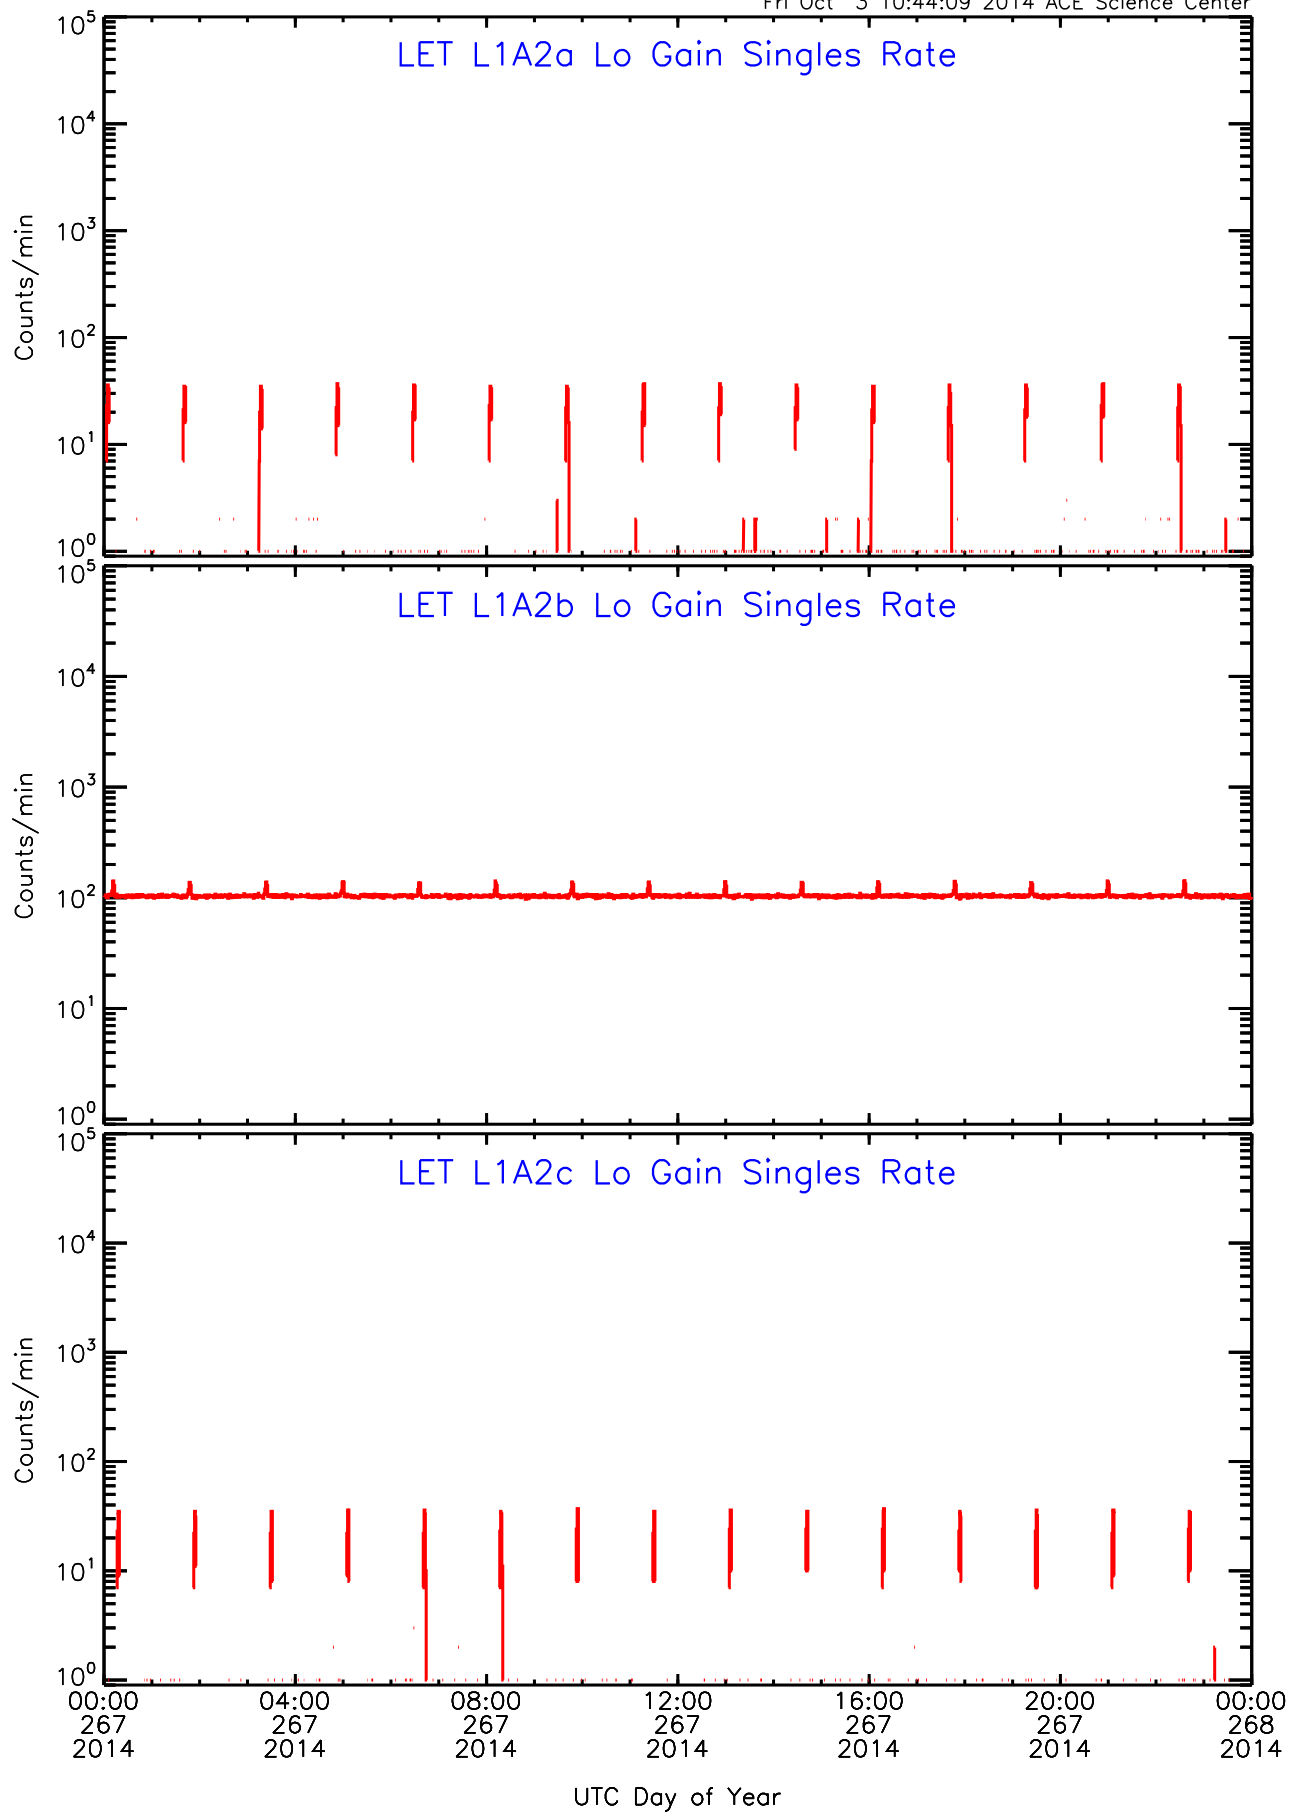 Fri Oct 3 10:44:09 2014 ACE Science Center
LET L1A2a Lo Gain Singles Rate
10^5
10^4
10^3
10^2
10^1
10^0
Counts/min
LET L1A2b Lo Gain Singles Rate
10^5
10^4
10^3
10^2
10^1
10^0
Counts/min
LET L1A2c Lo Gain Singles Rate
10^5
10^4
10^3
10^2
10^1
10^0
Counts/min
00:00 04:00 08:00 12:00 16:00 20:00 00:00
267 267 267 267 267 267 268
2014 2014 2014 2014 2014 2014 2014
UTC Day of Year